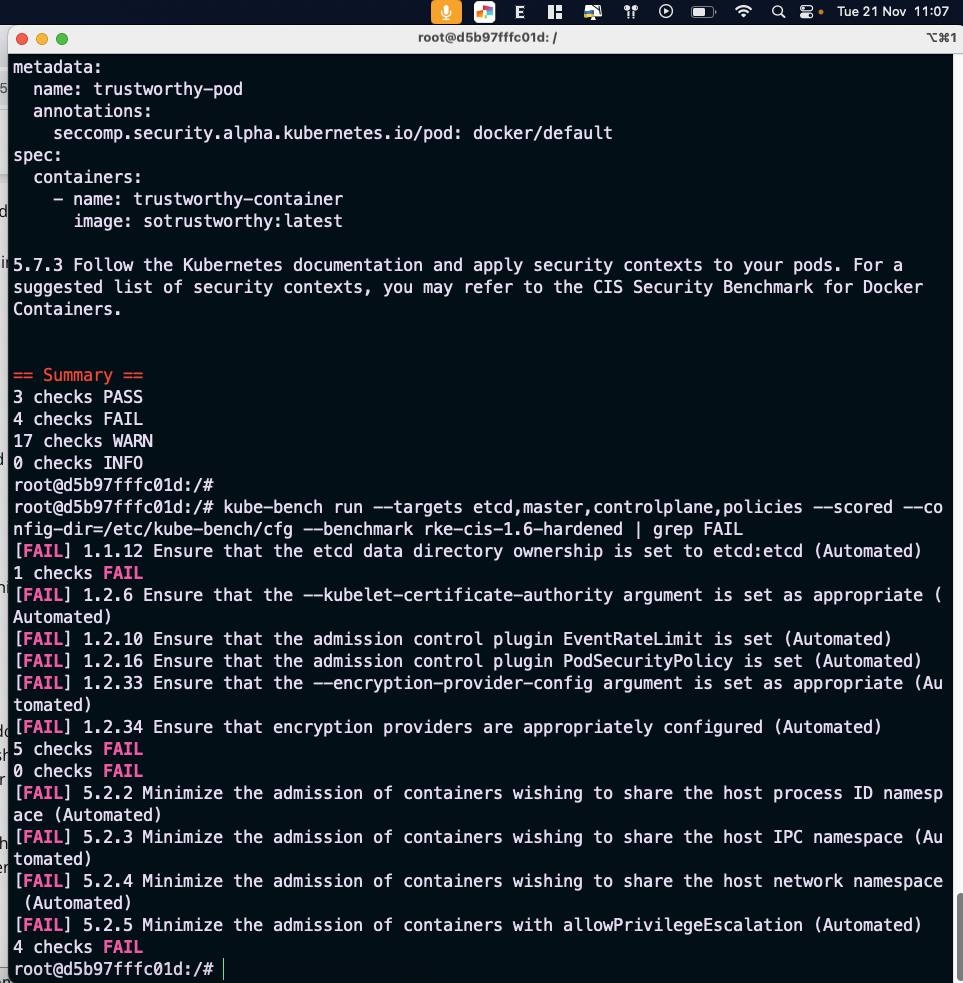 E
Tue 21 Nov 11:07
root@d5b97fffc01d: /
⌥⌘1
metadata:
  name: trustworthy-pod
  annotations:
    seccomp.security.alpha.kubernetes.io/pod: docker/default
spec:
  containers:
    - name: trustworthy-container
      image: sotrustworthy:latest
5.7.3 Follow the Kubernetes documentation and apply security contexts to your pods. For a
suggested list of security contexts, you may refer to the CIS Security Benchmark for Docker
Containers.
== Summary ==
3 checks PASS
4 checks FAIL
17 checks WARN
0 checks INFO
root@d5b97fffc01d:/#
root@d5b97fffc01d:/# kube-bench run --targets etcd,master,controlplane,policies --scored --co
nfig-dir=/etc/kube-bench/cfg --benchmark rke-cis-1.6-hardened | grep FAIL
[FAIL] 1.1.12 Ensure that the etcd data directory ownership is set to etcd:etcd (Automated)
1 checks FAIL
[FAIL] 1.2.6 Ensure that the --kubelet-certificate-authority argument is set as appropriate (
Automated)
[FAIL] 1.2.10 Ensure that the admission control plugin EventRateLimit is set (Automated)
[FAIL] 1.2.16 Ensure that the admission control plugin PodSecurityPolicy is set (Automated)
[FAIL] 1.2.33 Ensure that the --encryption-provider-config argument is set as appropriate (Au
tomated)
[FAIL] 1.2.34 Ensure that encryption providers are appropriately configured (Automated)
5 checks FAIL
0 checks FAIL
[FAIL] 5.2.2 Minimize the admission of containers wishing to share the host process ID namesp
ace (Automated)
[FAIL] 5.2.3 Minimize the admission of containers wishing to share the host IPC namespace (Au
tomated)
[FAIL] 5.2.4 Minimize the admission of containers wishing to share the host network namespace
 (Automated)
[FAIL] 5.2.5 Minimize the admission of containers with allowPrivilegeEscalation (Automated)
4 checks FAIL
root@d5b97fffc01d:/#